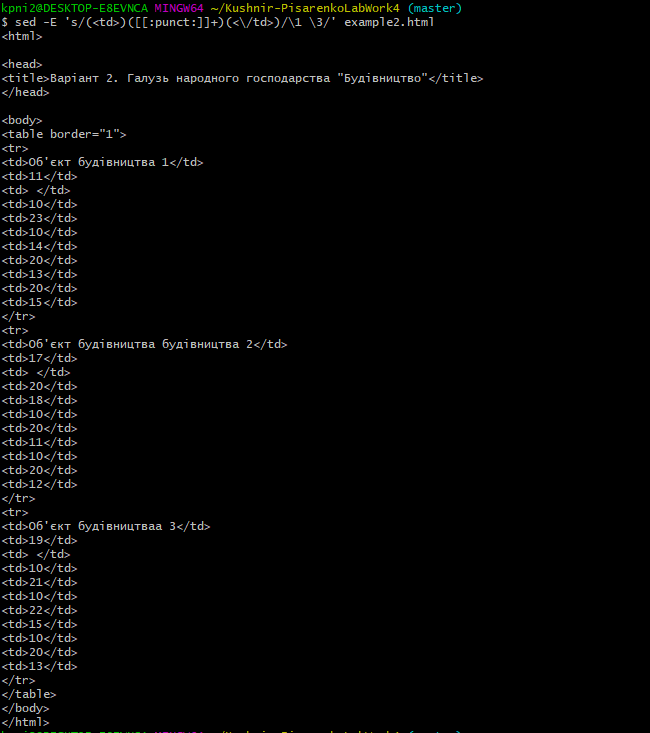 kpni2@DESKTOP-E8EVNCA MINGW64 ~/Kushnir-PisarenkoLabWork4 (master)
$ sed -E 's/(<td>)([[:punct:]]+)(<\/td>)/\1 \3/' example2.html
<html>
<head>
<title>Варіант 2. Галузь народного господарства "Будівництво"</title>
</head>
<body>
<table border="1">
<tr>
<td>Об'єкт будівництва 1</td>
<td>11</td>
<td> </td>
<td>10</td>
<td>23</td>
<td>10</td>
<td>14</td>
<td>20</td>
<td>13</td>
<td>20</td>
<td>15</td>
</tr>
<tr>
<td>Об'єкт будівництва будівництва 2</td>
<td>17</td>
<td> </td>
<td>20</td>
<td>18</td>
<td>10</td>
<td>20</td>
<td>11</td>
<td>10</td>
<td>20</td>
<td>12</td>
</tr>
<tr>
<td>Об'єкт будівництваа 3</td>
<td>19</td>
<td> </td>
<td>10</td>
<td>21</td>
<td>10</td>
<td>22</td>
<td>15</td>
<td>10</td>
<td>20</td>
<td>13</td>
</tr>
</table>
</body>
</html>